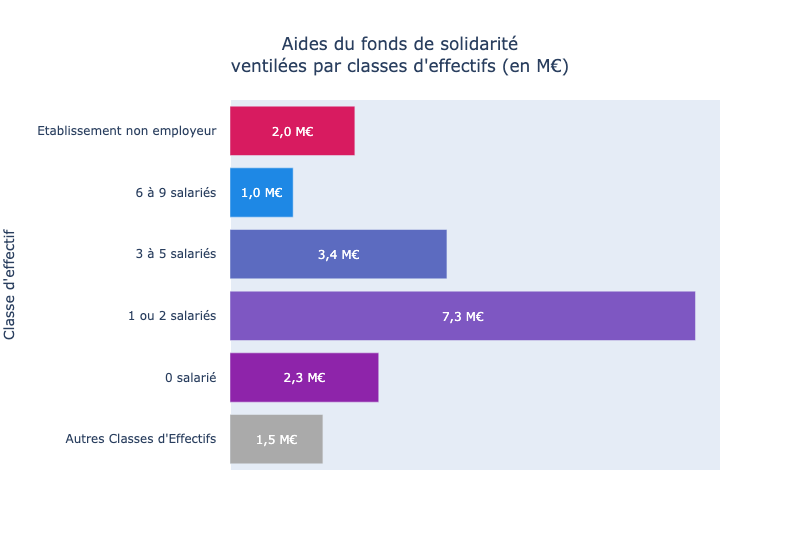 Aides du fonds de solidarité
ventilées par classes d'effectifs (en M€)
Classe d'effectif
Etablissement non employeur
2,0 M€
6 à 9 salariés
1,0 M€
3 à 5 salariés
3,4 M€
1 ou 2 salariés
7,3 M€
0 salarié
2,3 M€
Autres Classes d'Effectifs
1,5 M€